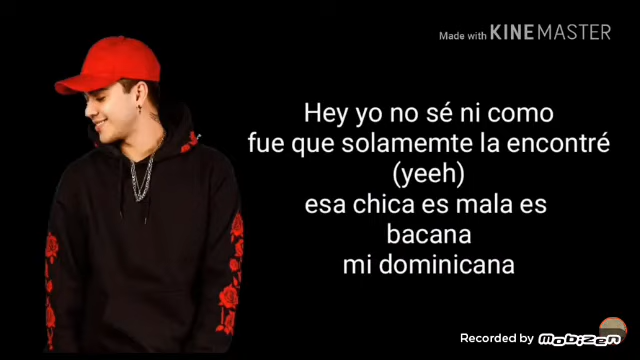 Made with KINEMASTER
Hey yo no sé ni como
fue que solamemte la encontré
(yeeh)
esa chica es mala es
bacana
mi dominicana
Recorded by mobizen